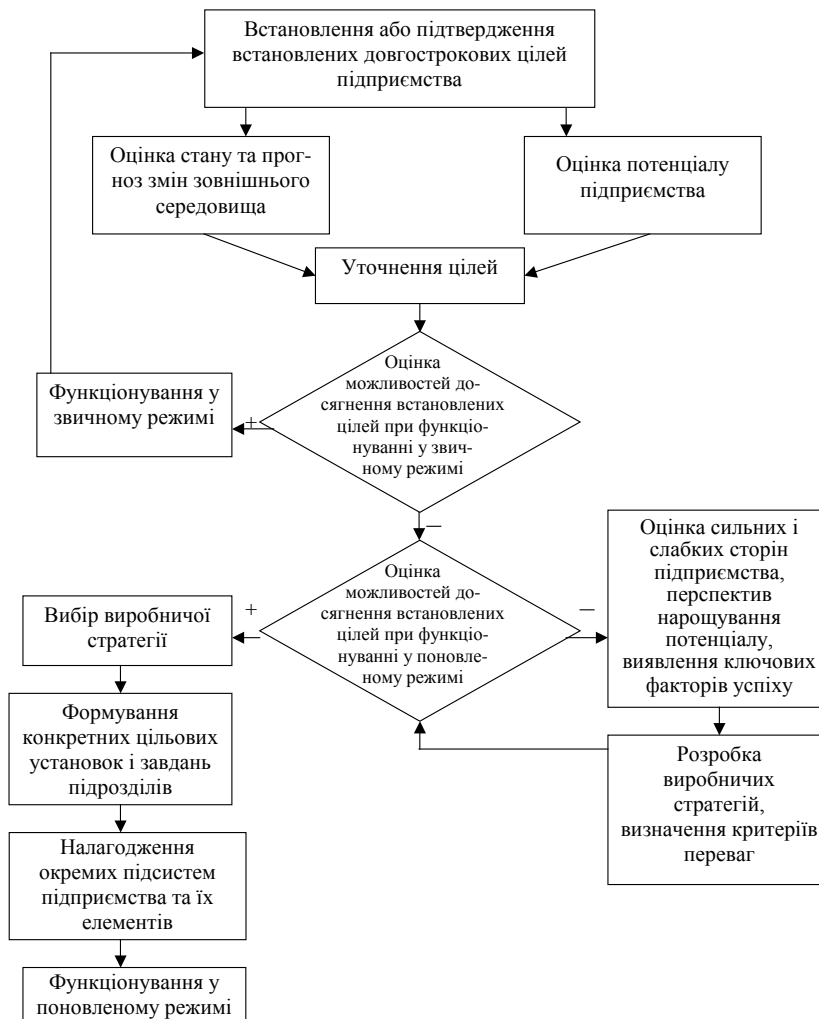 Встановлення або підтвердження
встановлених довгострокових цілей
підприємства
Оцінка стану та прог-
ноз змін зовнішнього
середовища
Оцінка потенціалу
підприємства
Уточнення цілей
Оцінка
можливостей до-
сягнення встановлених
цілей при функціо-
нуванні у звич-
ному режимі
+
Функціонування у
звичному режимі
–
Оцінка
можливостей до-
сягнення встановлених
цілей при функціо-
нуванні у поновле-
ному режимі
+
–
Вибір виробничої
стратегії
Оцінка сильних і
слабких сторін
підприємства,
перспектив
нарощування
потенціалу,
виявлення ключових
факторів успіху
Формування
конкретних цільових
установок і завдань
підрозділів
Розробка
виробничих
стратегій,
визначення критеріїв
переваг
Налагодження
окремих підсистем
підприємства та їх
елементів
Функціонування у
поновленому режимі